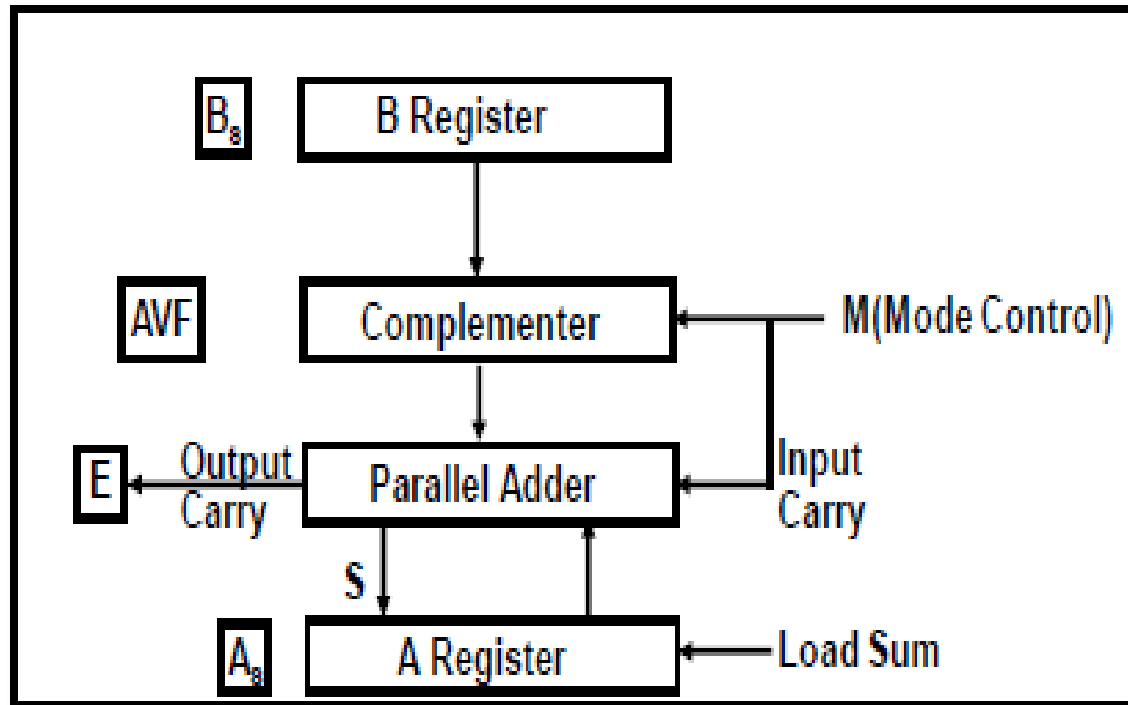 Bs B Register
AVF Complementer M(Mode Control)
E Output Carry Parallel Adder Input Carry
S
As A Register Load Sum